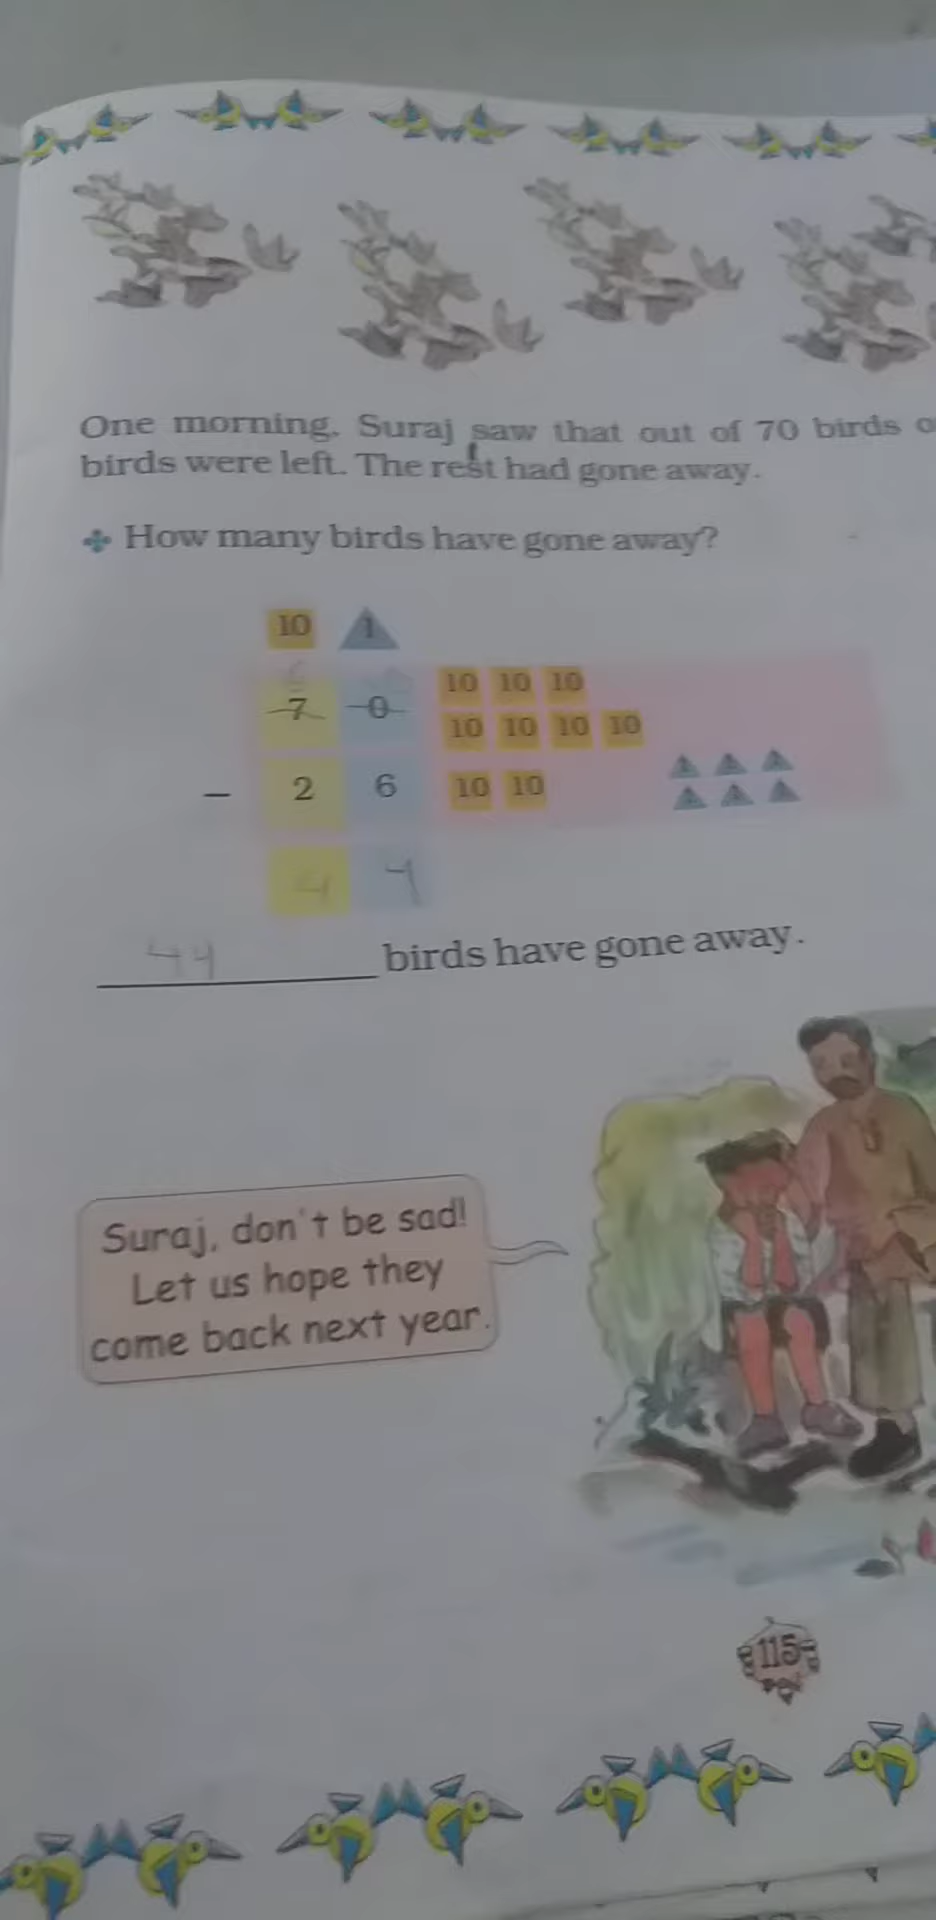 One morning, Suraj saw that out of 70 birds
birds were left. The rest had gone away.
How many birds have gone away?
10 1
6
7 0 10 10 10
10 10 10 10
− 2 6 10 10
4 4
44 birds have gone away.
Suraj, don't be sad!
Let us hope they
come back next year.
115